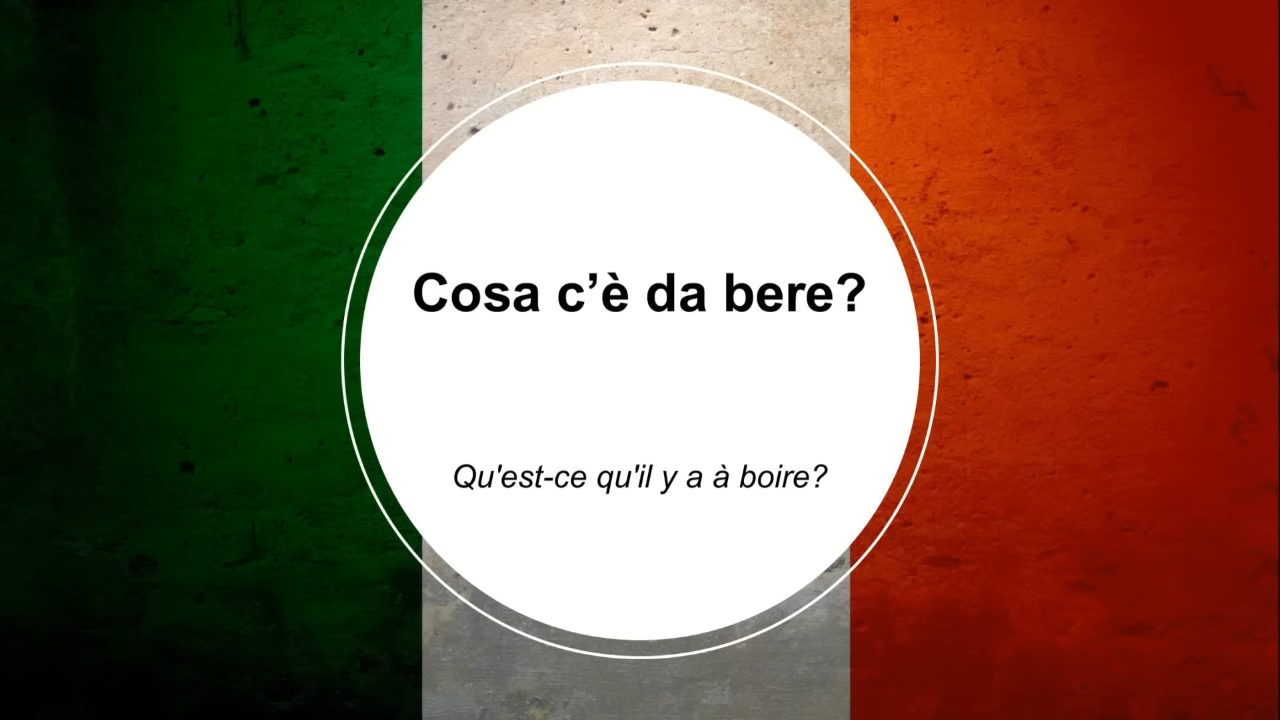 Cosa c’è da bere?
Qu'est-ce qu'il y a à boire?